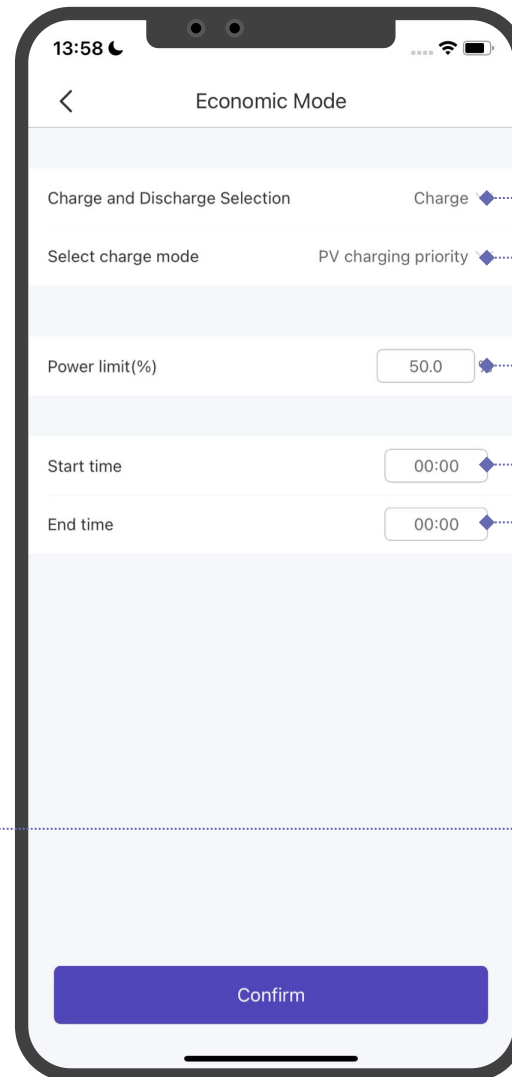 13:58
Economic Mode
Charge and Discharge Selection Charge
Select charge mode PV charging priority
Power limit(%) 50.0 %
Start time 00:00
End time 00:00
Confirm